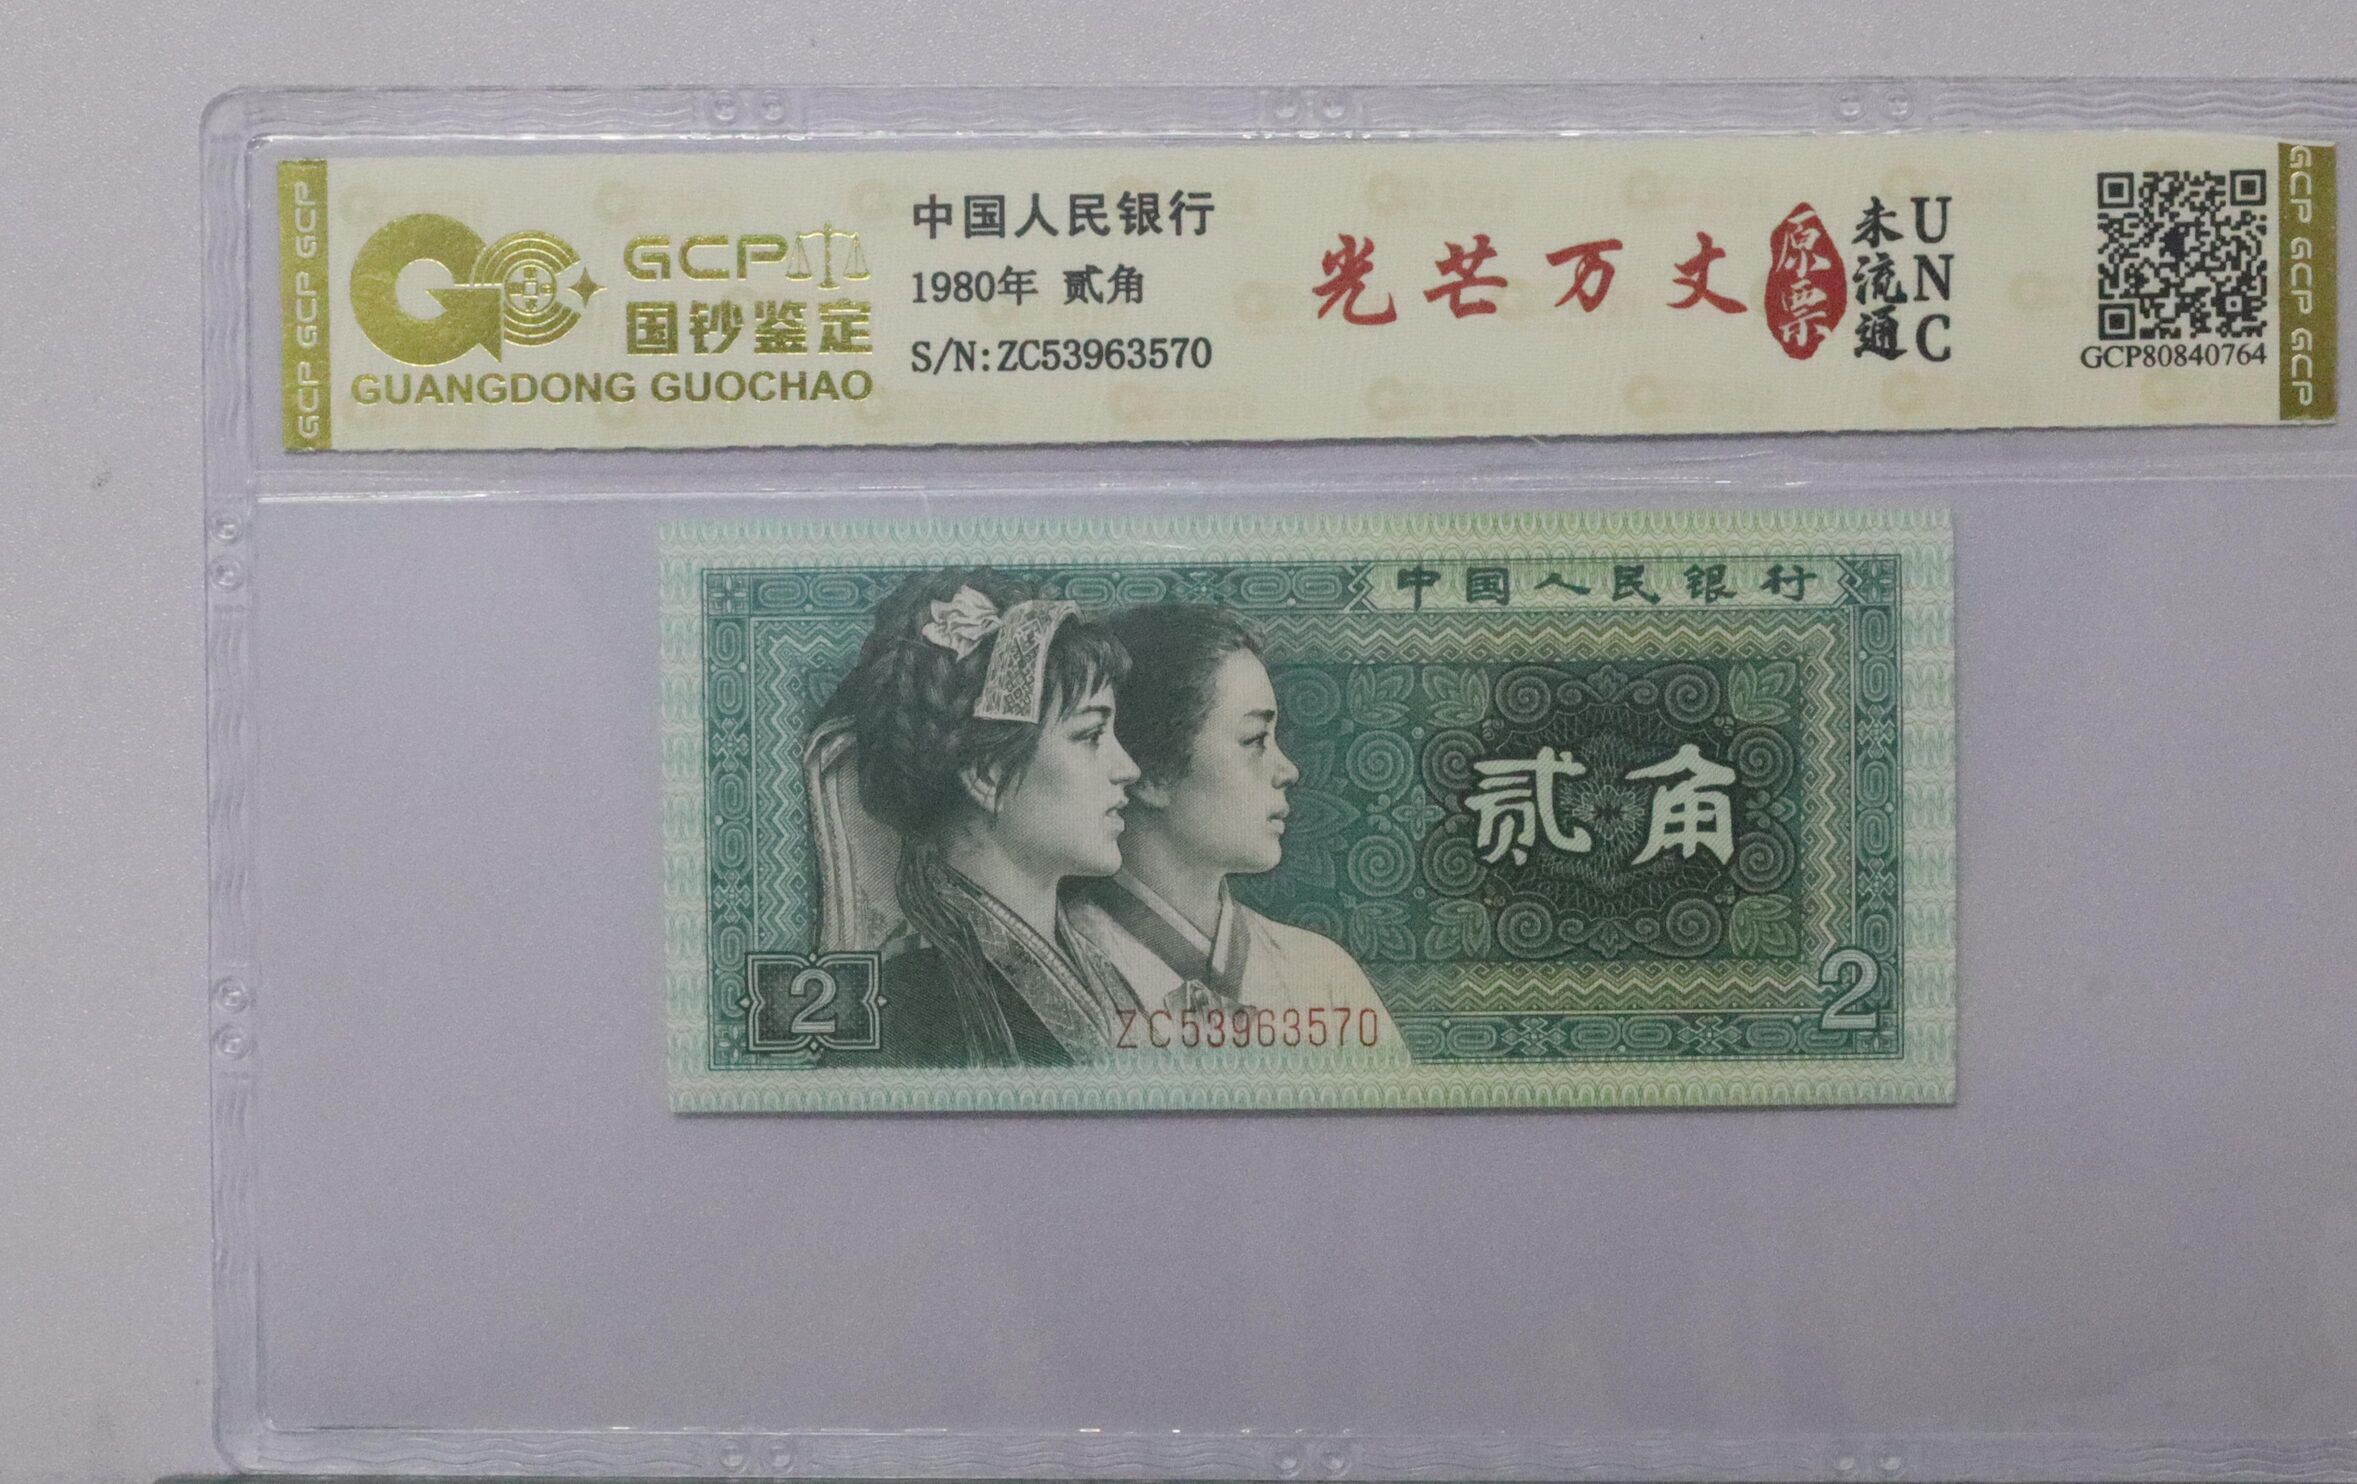 GCP GCP GCP
GCP
国钞鉴定
GUANGDONG GUOCHAO
中国人民银行
1980年 贰角
S/N:ZC53963570
光芒万丈
原票
未流通
UNC
GCP80840764
GCP GCP GCP
中国人民银行
贰角
2
2
ZC53963570